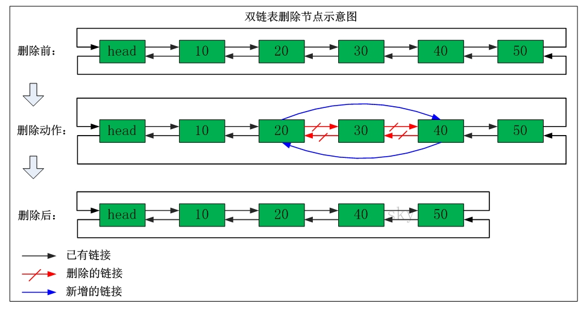 双链表删除节点示意图
删除前：
head 10 20 30 40 50
删除动作：
head 10 20 30 40 50
删除后：
head 10 20 40 50
sky
已有链接
删除的链接
新增的链接